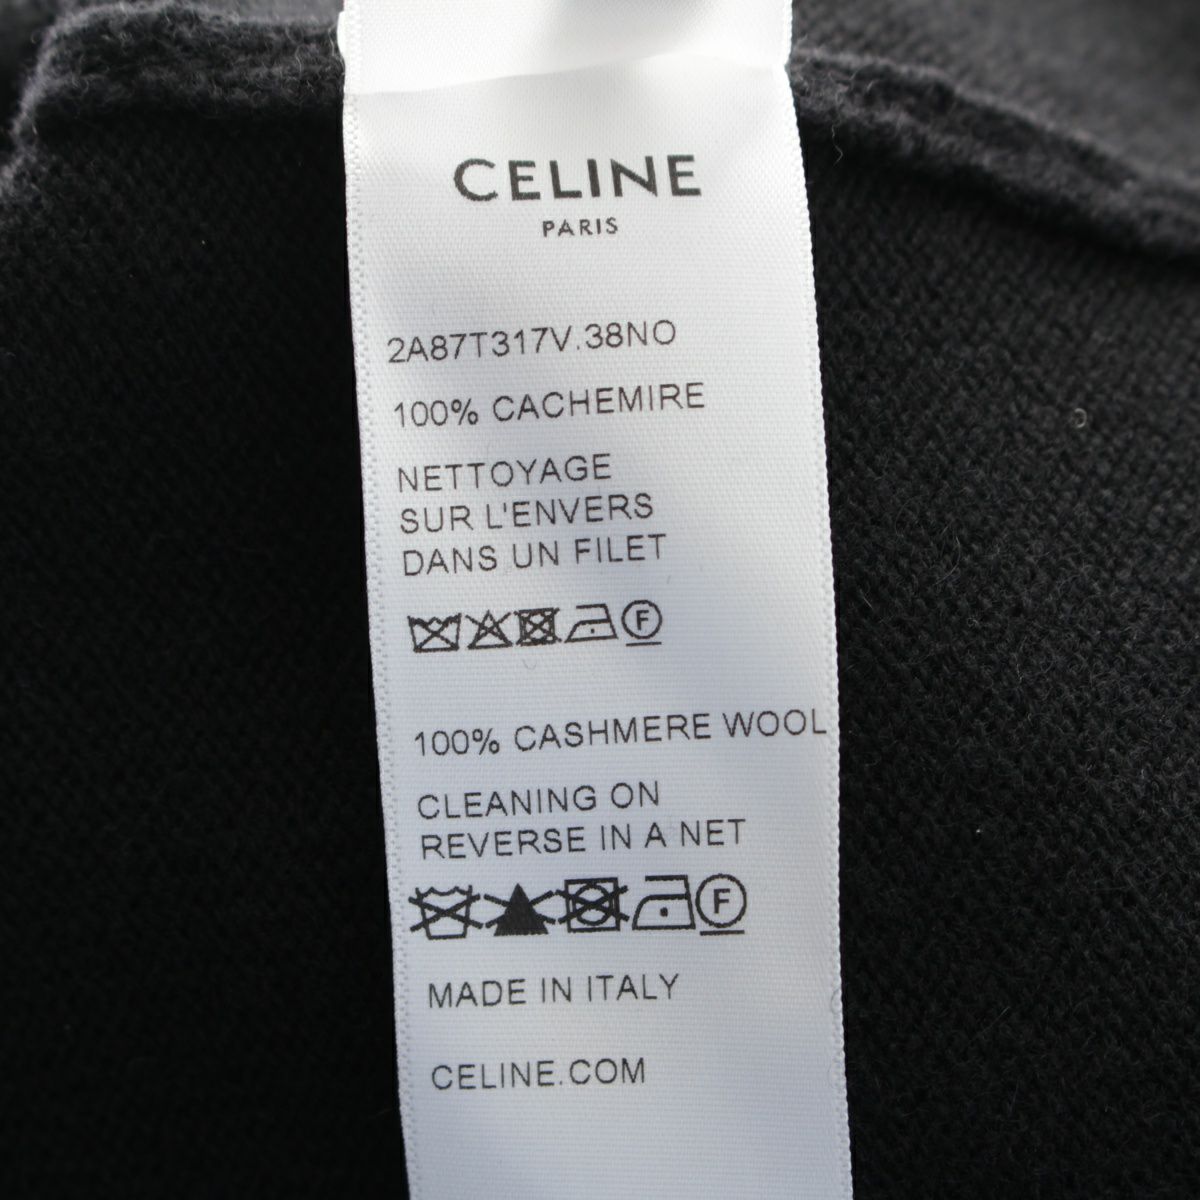 CELINE
PARIS
2A87T317V.38NO
100% CACHEMIRE
NETTOYAGE
SUR L'ENVERS
DANS UN FILET
F
100% CASHMERE WOOL
CLEANING ON
REVERSE IN A NET
F
MADE IN ITALY
CELINE.COM